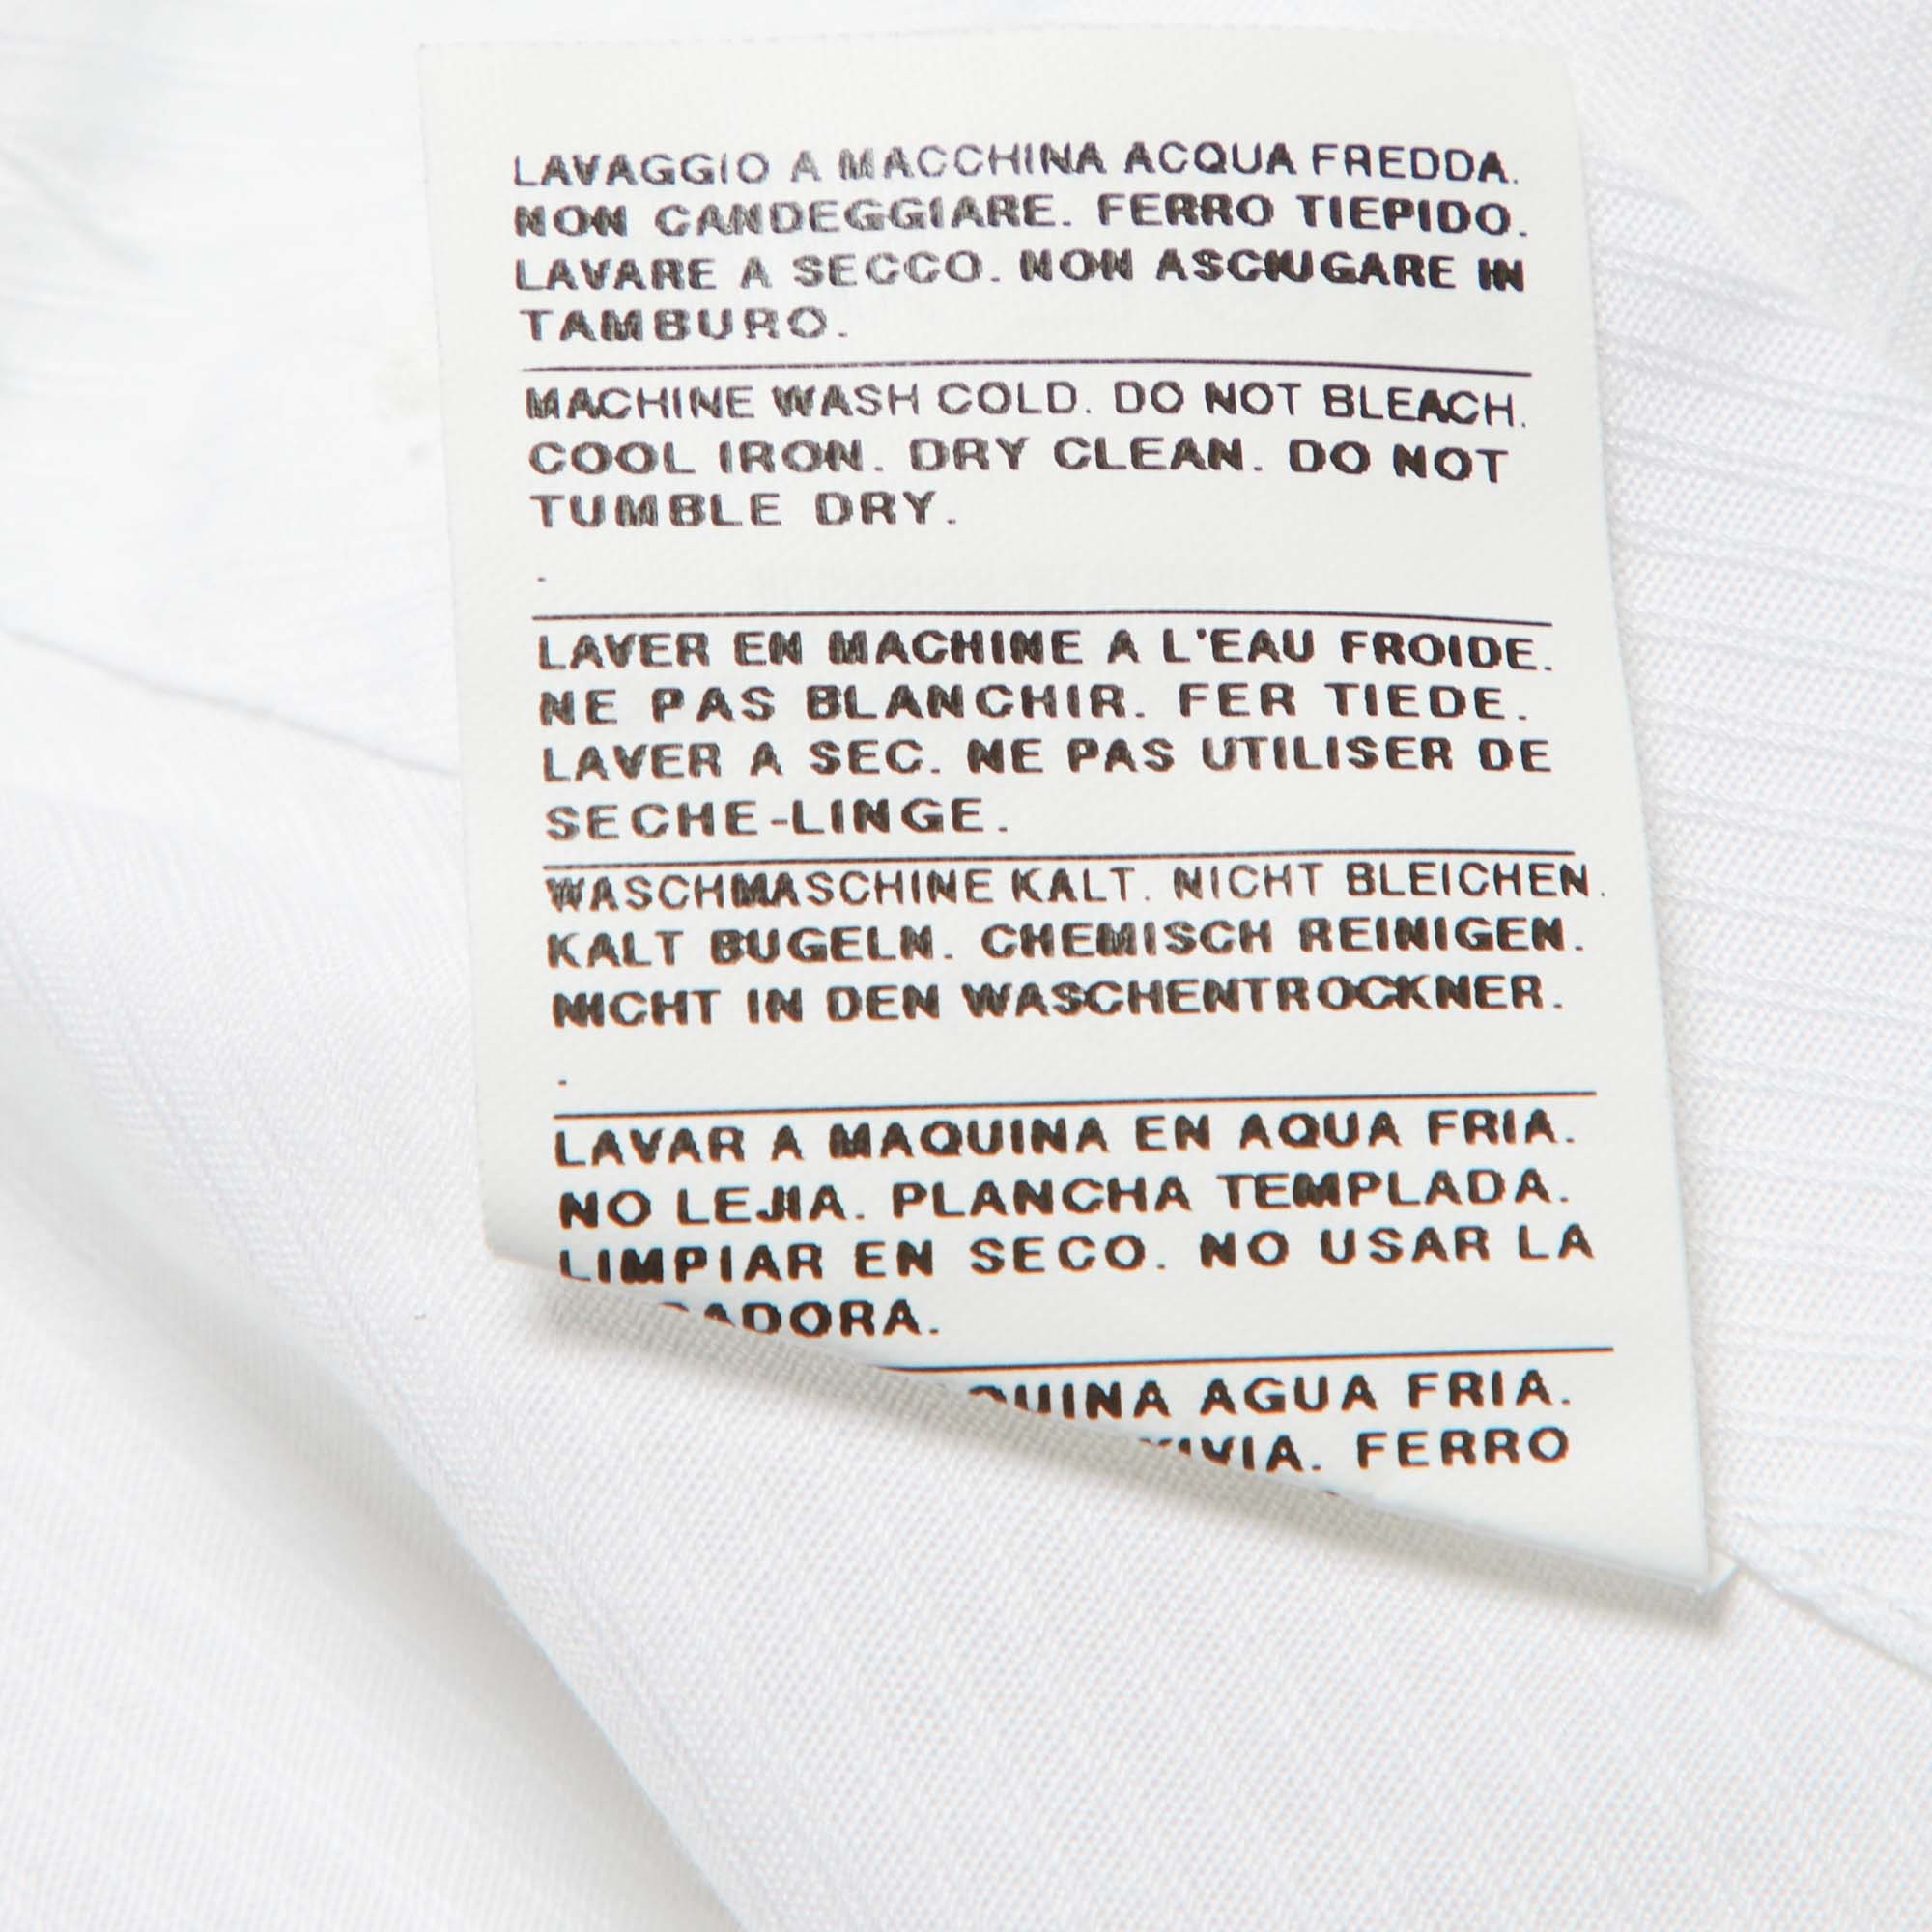 LAVAGGIO A MACCHINA ACQUA FREDDA.
NON CANDEGGIARE. FERRO TIEPIDO.
LAVARE A SECCO. NON ASCIUGARE IN
TAMBURO.
MACHINE WASH COLD. DO NOT BLEACH.
COOL IRON. DRY CLEAN. DO NOT
TUMBLE DRY.
.
LAVER EN MACHINE A L'EAU FROIDE.
NE PAS BLANCHIR. FER TIEDE.
LAVER A SEC. NE PAS UTILISER DE
SECHE-LINGE.
WASCHMASCHINE KALT. NICHT BLEICHEN.
KALT BUGELN. CHEMISCH REINIGEN.
NICHT IN DEN WASCHENTROCKNER.
.
LAVAR A MAQUINA EN AQUA FRIA.
NO LEJIA. PLANCHA TEMPLADA.
LIMPIAR EN SECO. NO USAR LA
AGUA FRIA.
FERRO